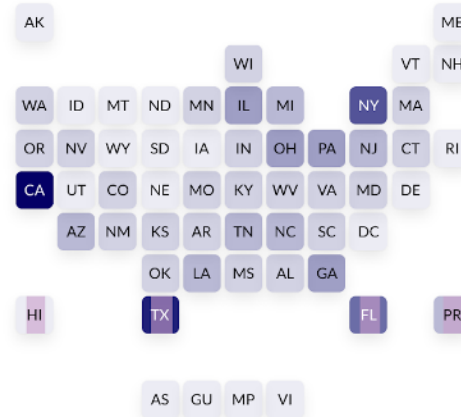 AK ME
WI VT NH
WA ID MT ND MN IL MI NY MA
OR NV WY SD IA IN OH PA NJ CT RI
CA UT CO NE MO KY WV VA MD DE
AZ NM KS AR TN NC SC DC
OK LA MS AL GA
HI TX FL PR
AS GU MP VI